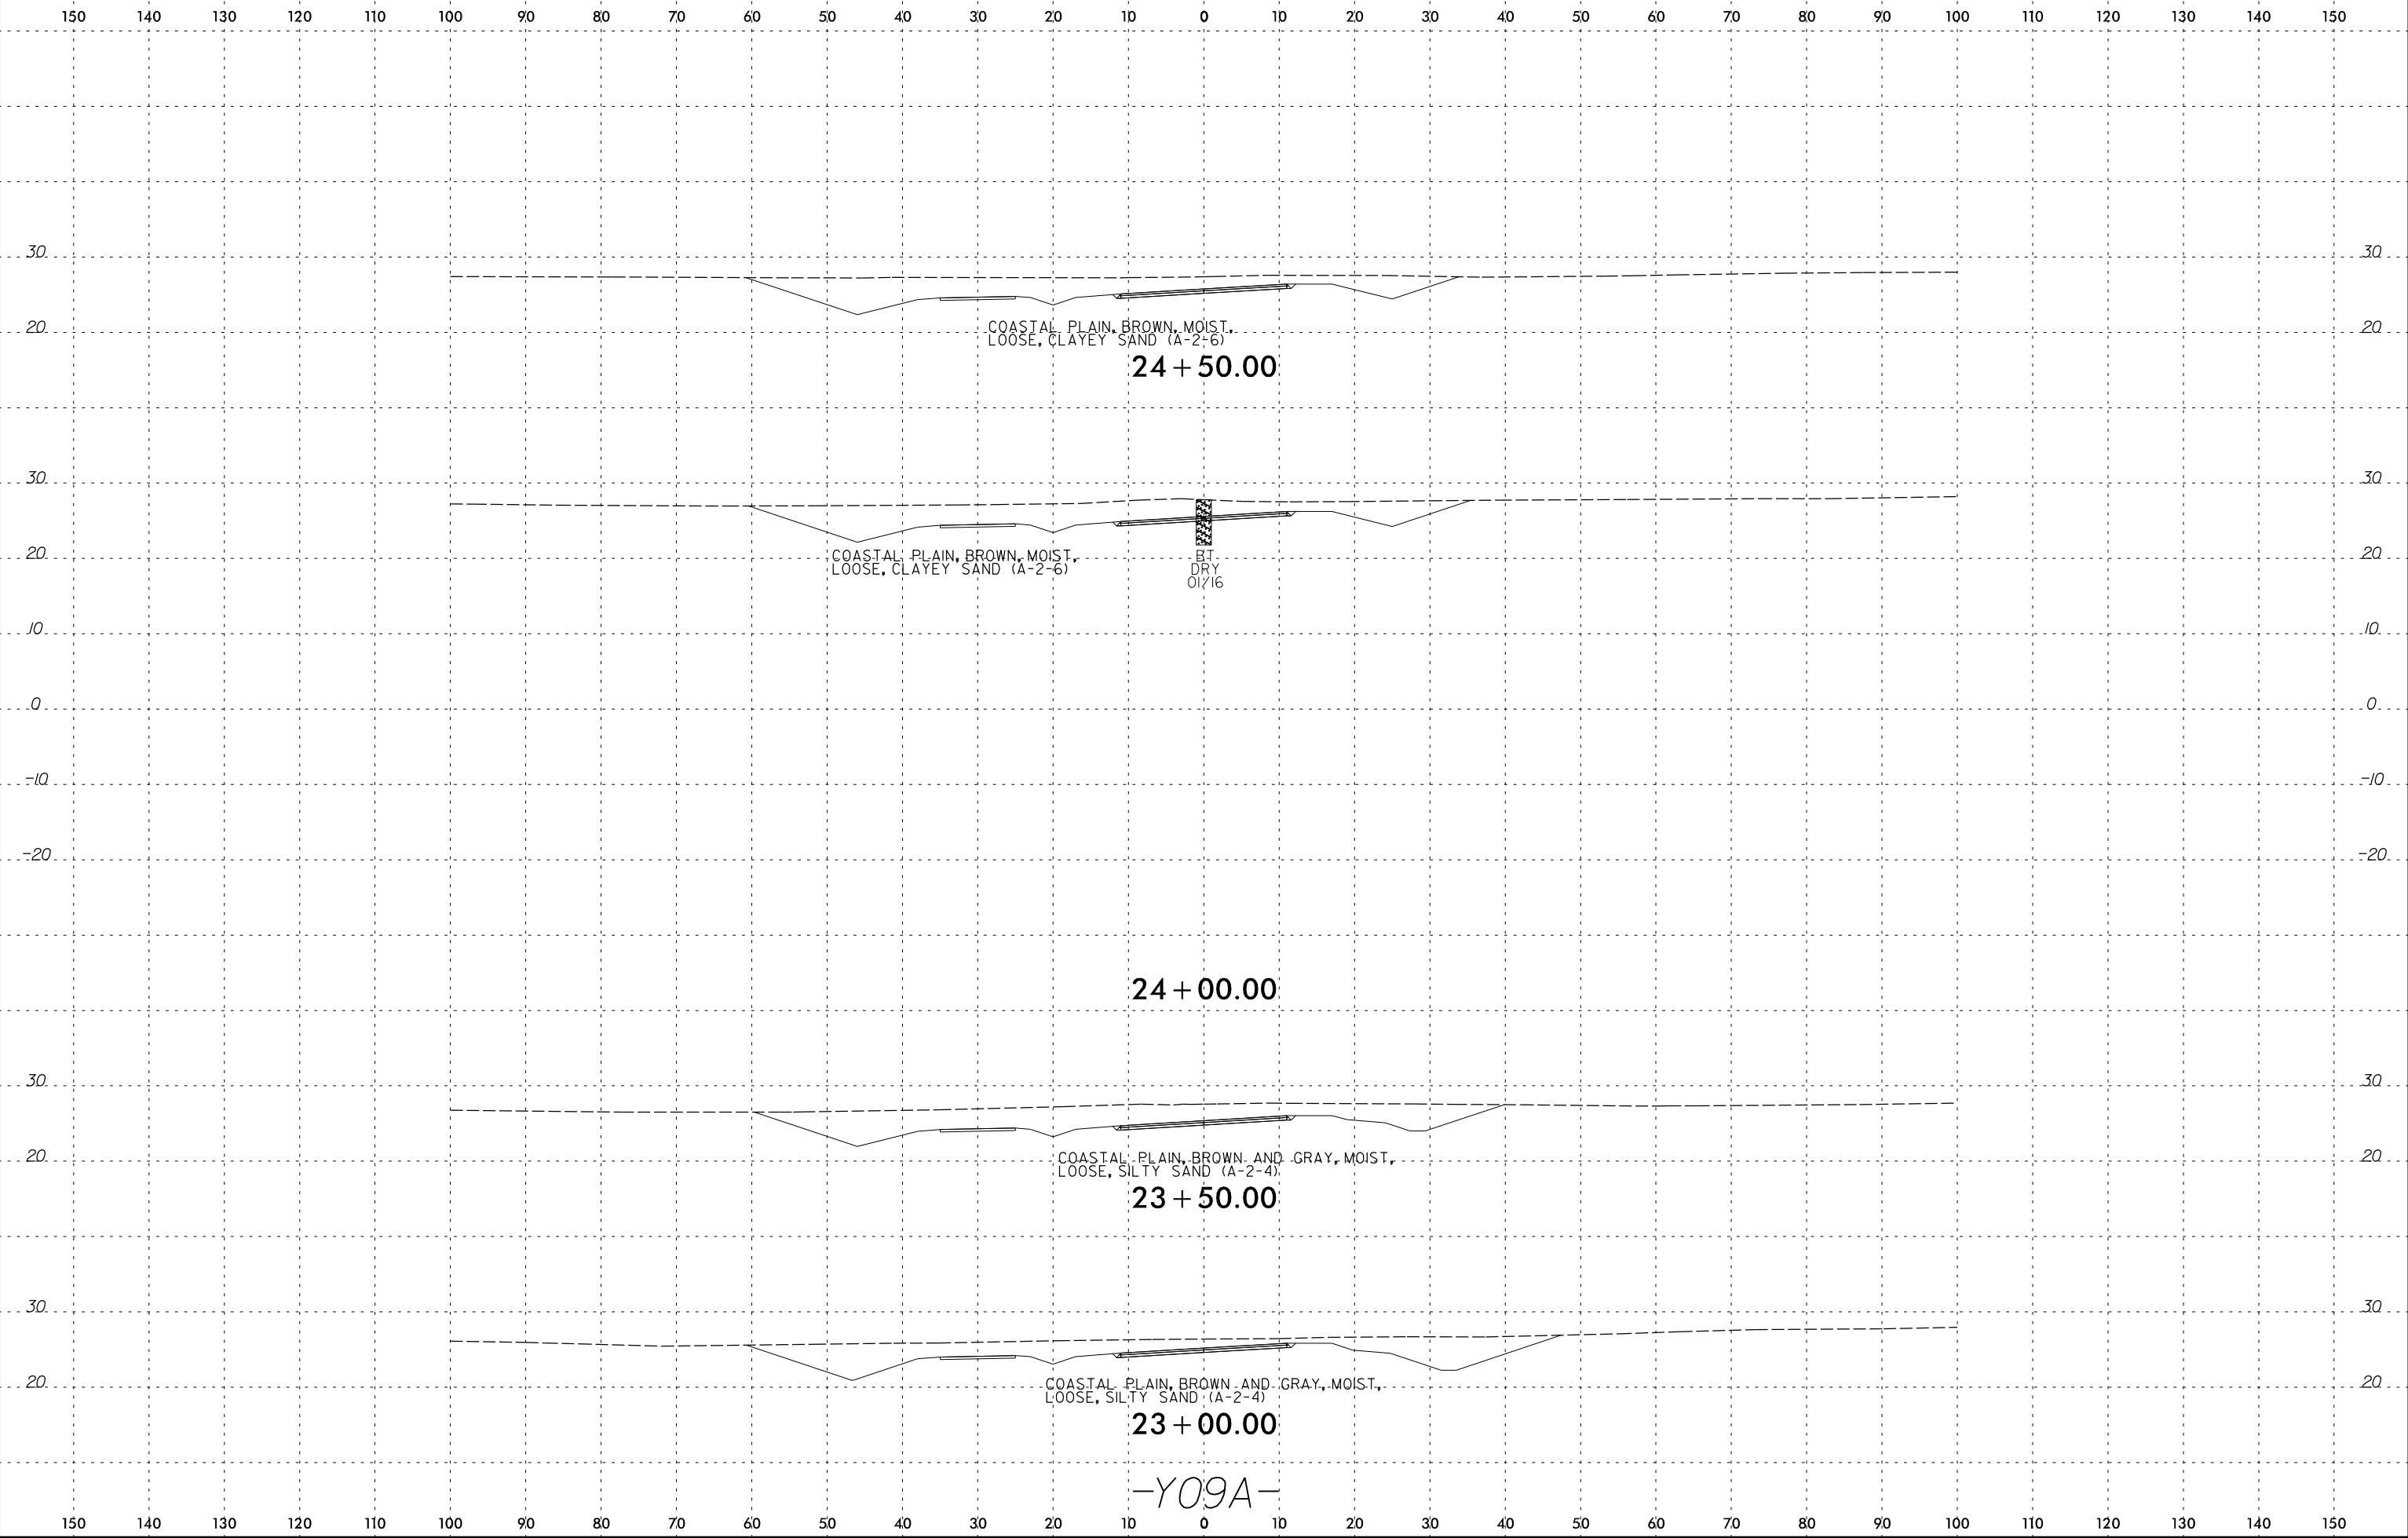 150 140 130 120 110 100 90 80 70 60 50 40 30 20 10 0 10 20 30 40 50 60 70 80 90 100 110 120 130 140 150
30 30
20 20
COASTAL PLAIN, BROWN, MOIST,
LOOSE, CLAYEY SAND (A-2-6)
24+50.00
30 30
20 20
COASTAL PLAIN, BROWN, MOIST,
LOOSE, CLAYEY SAND (A-2-6)
BT
DRY
01/16
10 10
0 0
-10 -10
-20 -20
24+00.00
30 30
20 20
COASTAL PLAIN, BROWN AND GRAY, MOIST,
LOOSE, SILTY SAND (A-2-4)
23+50.00
30 30
20 20
COASTAL PLAIN, BROWN AND GRAY, MOIST,
LOOSE, SILTY SAND (A-2-4)
23+00.00
-Y09A-
150 140 130 120 110 100 90 80 70 60 50 40 30 20 10 0 10 20 30 40 50 60 70 80 90 100 110 120 130 140 150